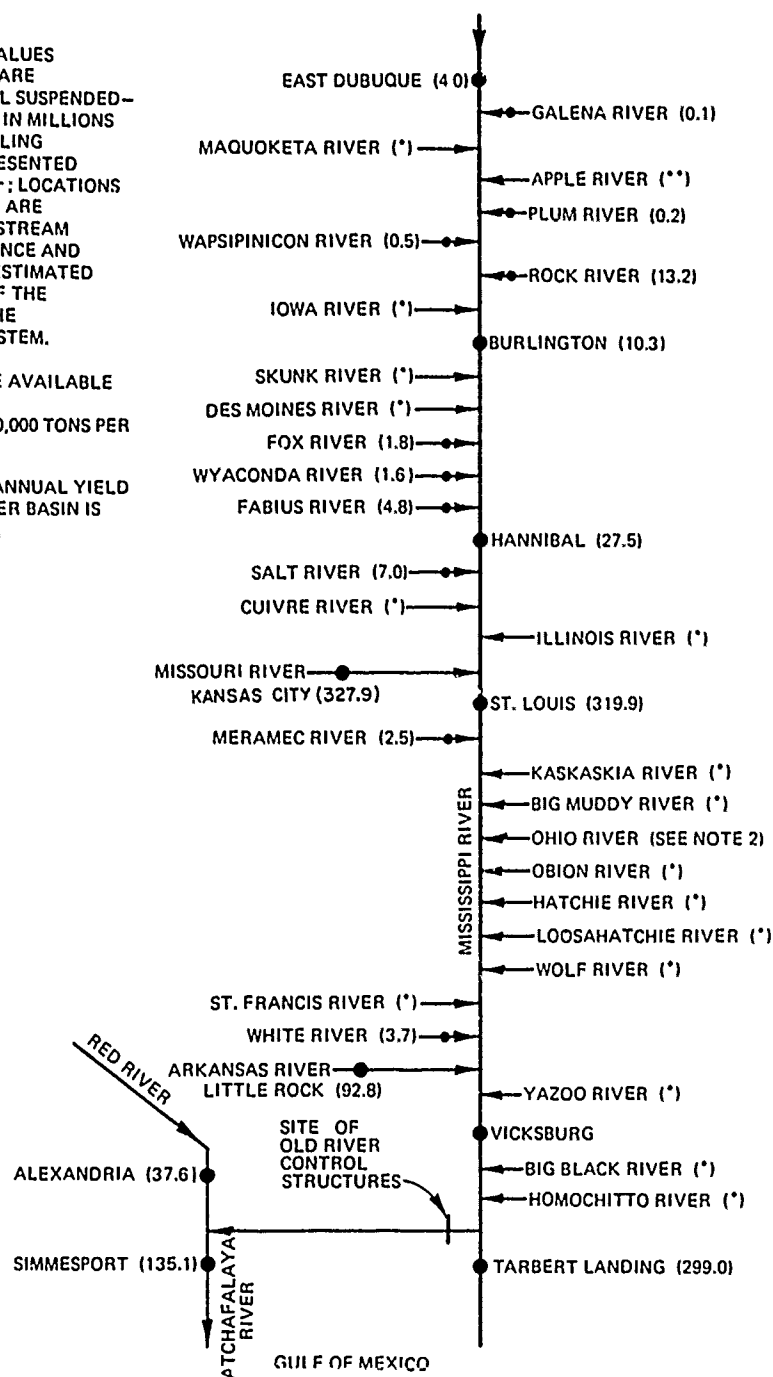 ALUES
ARE
L SUSPENDED-
IN MILLIONS
LING
ESENTED
; LOCATIONS
ARE
STREAM
NCE AND
STIMATED
F THE
HE
STEM.
E AVAILABLE
0,000 TONS PER
ANNUAL YIELD
ER BASIN IS
EAST DUBUQUE (4 0)
GALENA RIVER (0.1)
MAQUOKETA RIVER (*)
APPLE RIVER (**)
PLUM RIVER (0.2)
WAPSIPINICON RIVER (0.5)
ROCK RIVER (13.2)
IOWA RIVER (*)
BURLINGTON (10.3)
SKUNK RIVER (*)
DES MOINES RIVER (*)
FOX RIVER (1.8)
WYACONDA RIVER (1.6)
FABIUS RIVER (4.8)
HANNIBAL (27.5)
SALT RIVER (7.0)
CUIVRE RIVER (*)
ILLINOIS RIVER (*)
MISSOURI RIVER
KANSAS CITY (327.9)
ST. LOUIS (319.9)
MERAMEC RIVER (2.5)
KASKASKIA RIVER (*)
BIG MUDDY RIVER (*)
OHIO RIVER (SEE NOTE 2)
OBION RIVER (*)
HATCHIE RIVER (*)
LOOSAHATCHIE RIVER (*)
WOLF RIVER (*)
MISSISSIPPI RIVER
ST. FRANCIS RIVER (*)
WHITE RIVER (3.7)
ARKANSAS RIVER
LITTLE ROCK (92.8)
YAZOO RIVER (*)
RED RIVER
SITE OF
OLD RIVER
CONTROL
STRUCTURES
VICKSBURG
BIG BLACK RIVER (*)
HOMOCHITTO RIVER (*)
ALEXANDRIA (37.6)
SIMMESPORT (135.1)
TARBERT LANDING (299.0)
ATCHAFALAYA
RIVER
GULF OF MEXICO